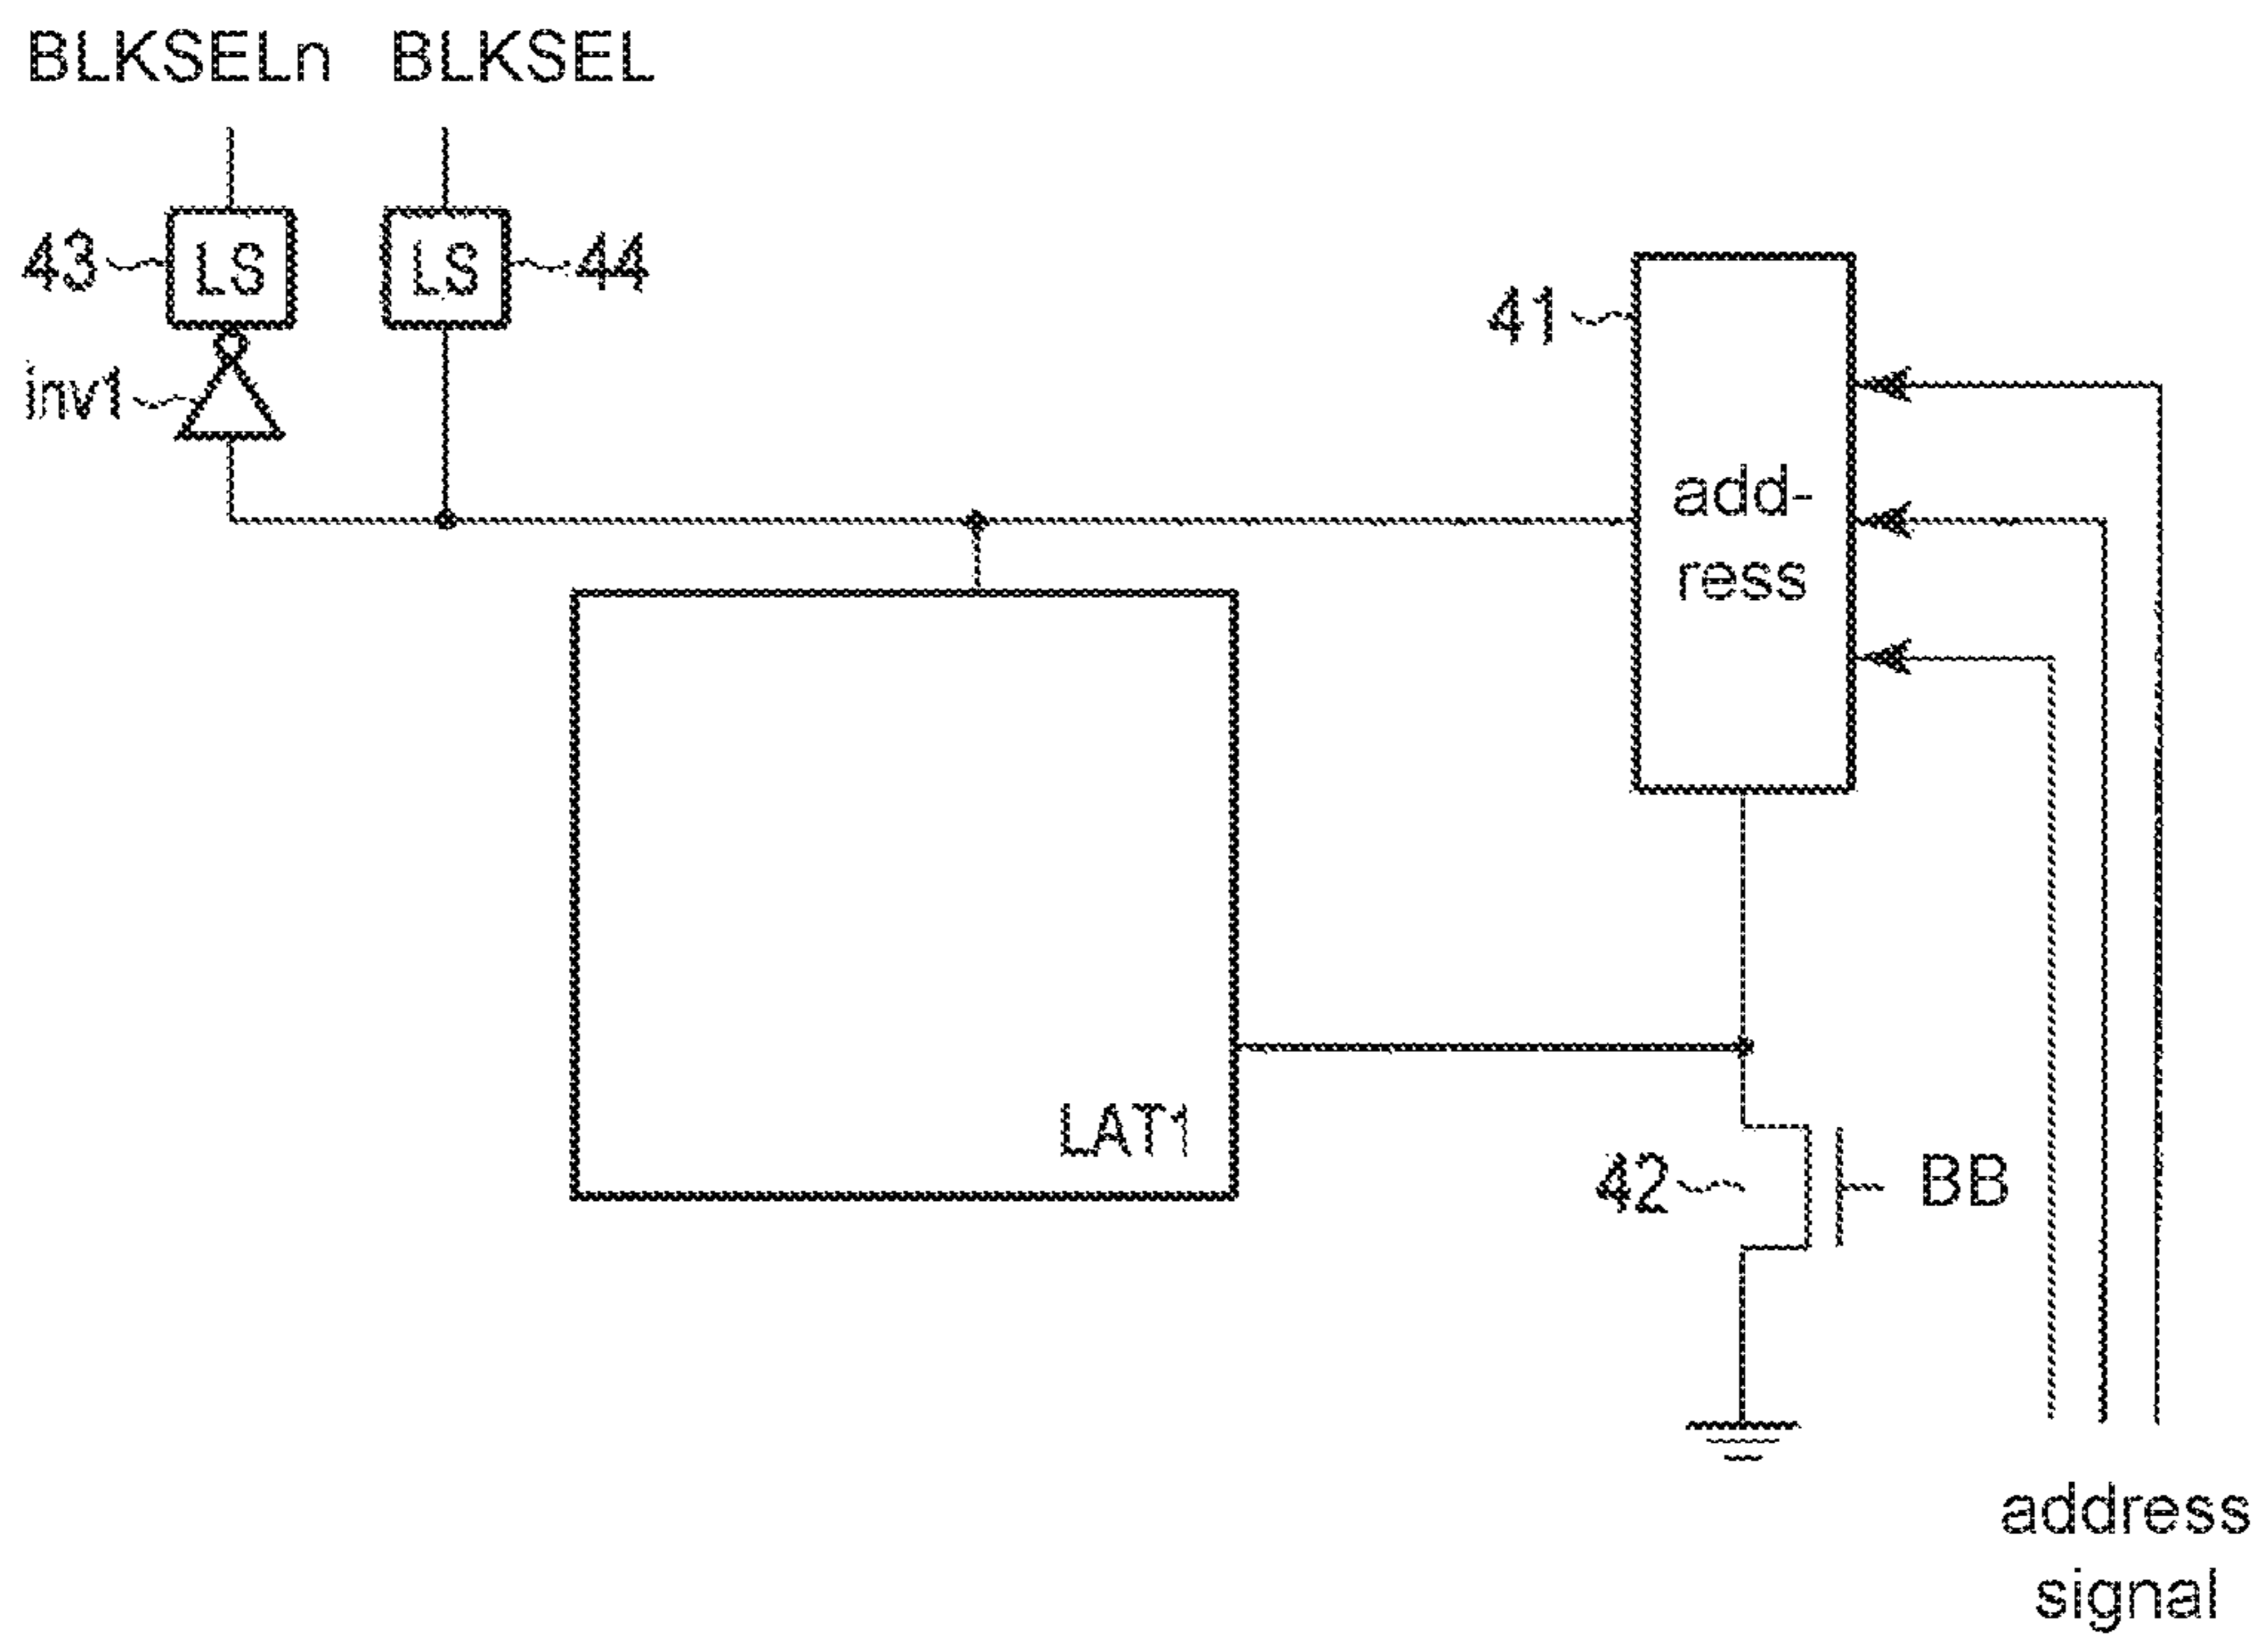 BLKSELn BLKSEL
43 LS LS 44
41
inv1
add-
ress
LAT1
42 BB
address
signal